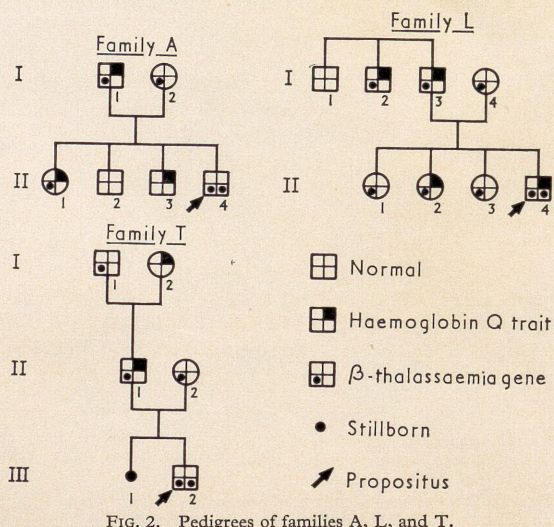 Family A
I
1
2
II
1
2
3
4
Family L
I
1
2
3
4
II
1
2
3
4
Family T
I
1
2
II
1
2
III
1
2
Normal
Haemoglobin Q trait
β-thalassaemia gene
Stillborn
Propositus
FIG. 2. Pedigrees of families A, L, and T.